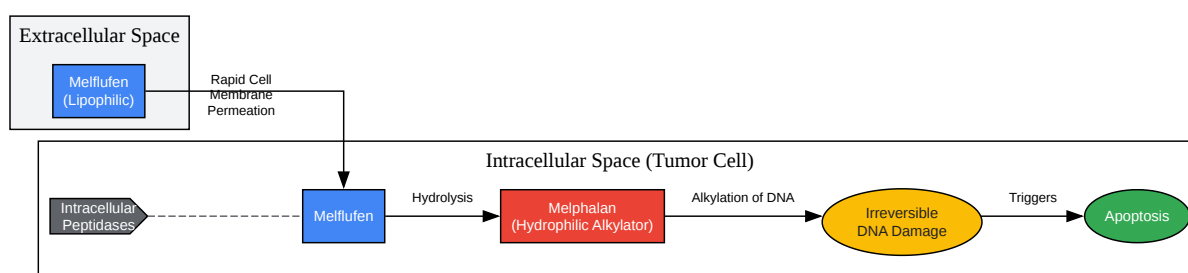 Extracellular Space
Melflufen
(Lipophilic)
Rapid Cell
Membrane
Permeation
Intracellular Space (Tumor Cell)
Intracellular
Peptidases
Melflufen
Hydrolysis
Melphalan
(Hydrophilic Alkylator)
Alkylation of DNA
Irreversible
DNA Damage
Triggers
Apoptosis